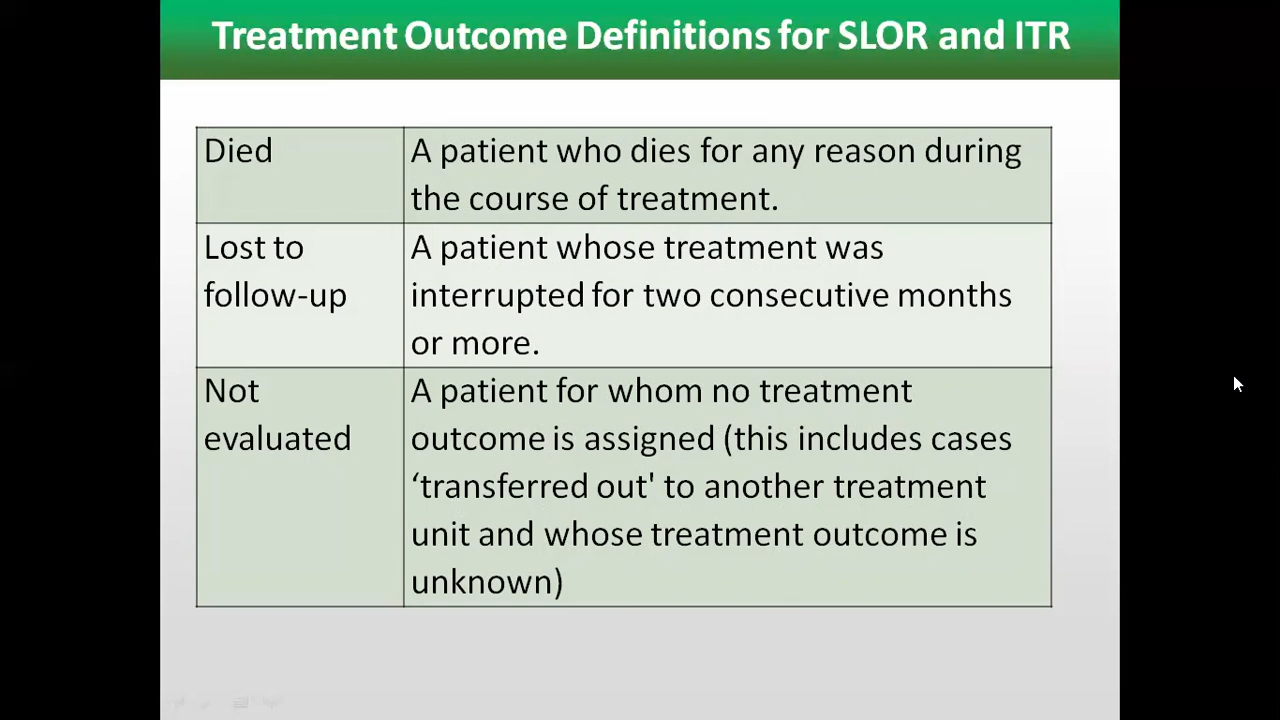 Treatment Outcome Definitions for SLOR and ITR
Died
A patient who dies for any reason during
the course of treatment.
Lost to
follow-up
A patient whose treatment was
interrupted for two consecutive months
or more.
Not
evaluated
A patient for whom no treatment
outcome is assigned (this includes cases
‘transferred out' to another treatment
unit and whose treatment outcome is
unknown)